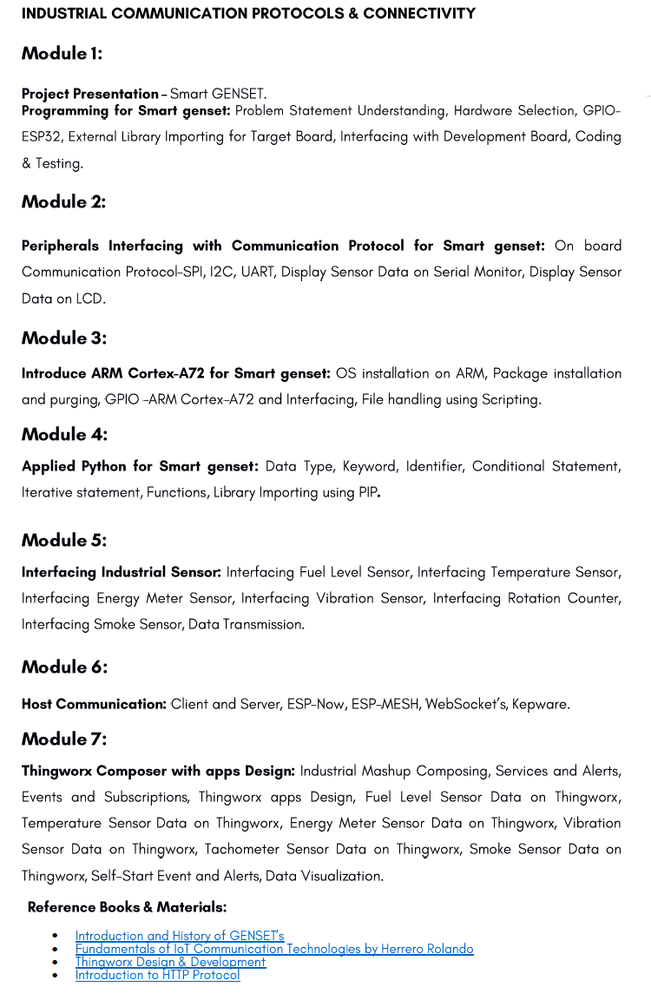 INDUSTRIAL COMMUNICATION PROTOCOLS & CONNECTIVITY
Module 1:
Project Presentation – Smart GENSET.
Programming for Smart genset: Problem Statement Understanding, Hardware Selection, GPIO-
ESP32, External Library Importing for Target Board, Interfacing with Development Board, Coding
& Testing.
Module 2:
Peripherals Interfacing with Communication Protocol for Smart genset: On board
Communication Protocol-SPI, I2C, UART, Display Sensor Data on Serial Monitor, Display Sensor
Data on LCD.
Module 3:
Introduce ARM Cortex-A72 for Smart genset: OS installation on ARM, Package installation
and purging, GPIO -ARM Cortex-A72 and Interfacing, File handling using Scripting.
Module 4:
Applied Python for Smart genset: Data Type, Keyword, Identifier, Conditional Statement,
Iterative statement, Functions, Library Importing using PIP.
Module 5:
Interfacing Industrial Sensor: Interfacing Fuel Level Sensor, Interfacing Temperature Sensor,
Interfacing Energy Meter Sensor, Interfacing Vibration Sensor, Interfacing Rotation Counter,
Interfacing Smoke Sensor, Data Transmission.
Module 6:
Host Communication: Client and Server, ESP-Now, ESP-MESH, WebSocket's, Kepware.
Module 7:
Thingworx Composer with apps Design: Industrial Mashup Composing, Services and Alerts,
Events and Subscriptions, Thingworx apps Design, Fuel Level Sensor Data on Thingworx,
Temperature Sensor Data on Thingworx, Energy Meter Sensor Data on Thingworx, Vibration
Sensor Data on Thingworx, Tachometer Sensor Data on Thingworx, Smoke Sensor Data on
Thingworx, Self-Start Event and Alerts, Data Visualization.
Reference Books & Materials:
• Introduction and History of GENSET's
• Fundamentals of IoT Communication Technologies by Herrero Rolando
• Thingworx Design & Development
• Introduction to HTTP Protocol